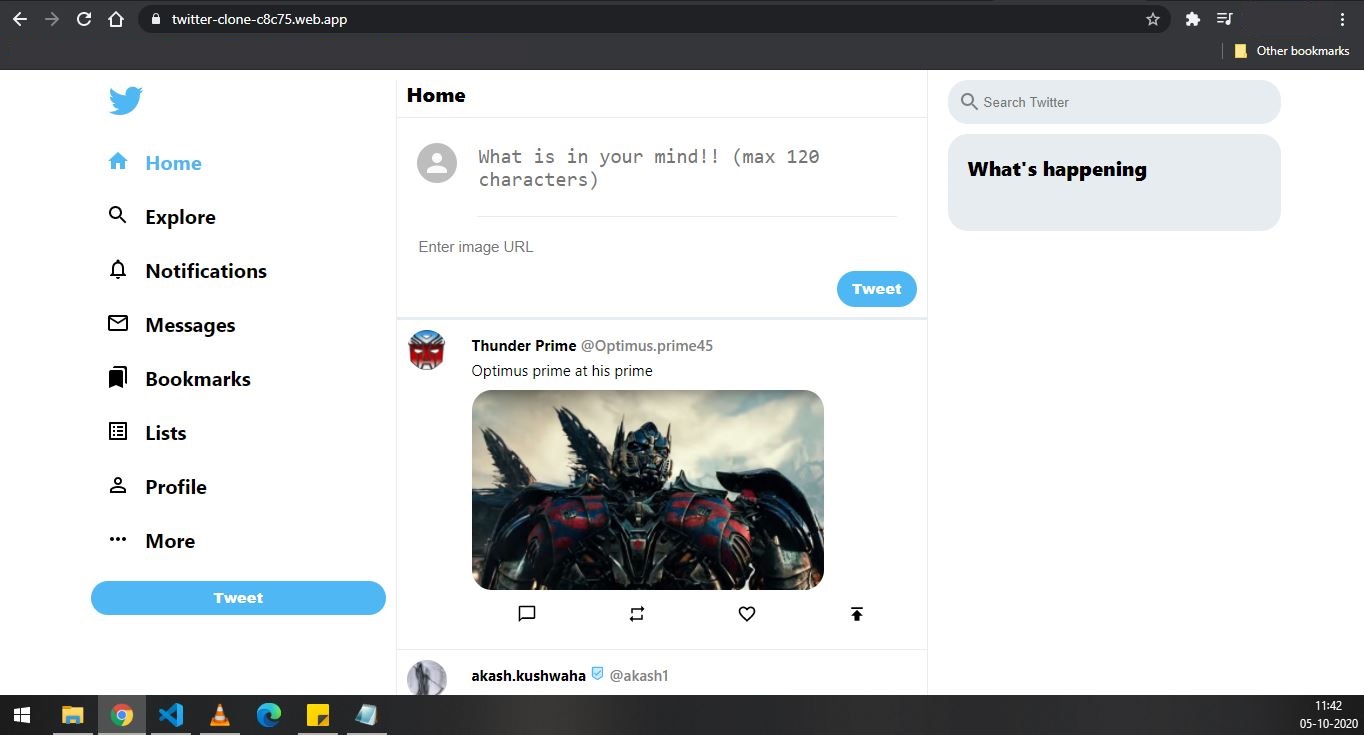 twitter-clone-c8c75.web.app
Other bookmarks
Home
Explore
Notifications
Messages
Bookmarks
Lists
Profile
More
Tweet
Home
What is in your mind!! (max 120
characters)
Enter image URL
Tweet
Thunder Prime @Optimus.prime45
Optimus prime at his prime
akash.kushwaha @akash1
Search Twitter
What's happening
11:42
05-10-2020